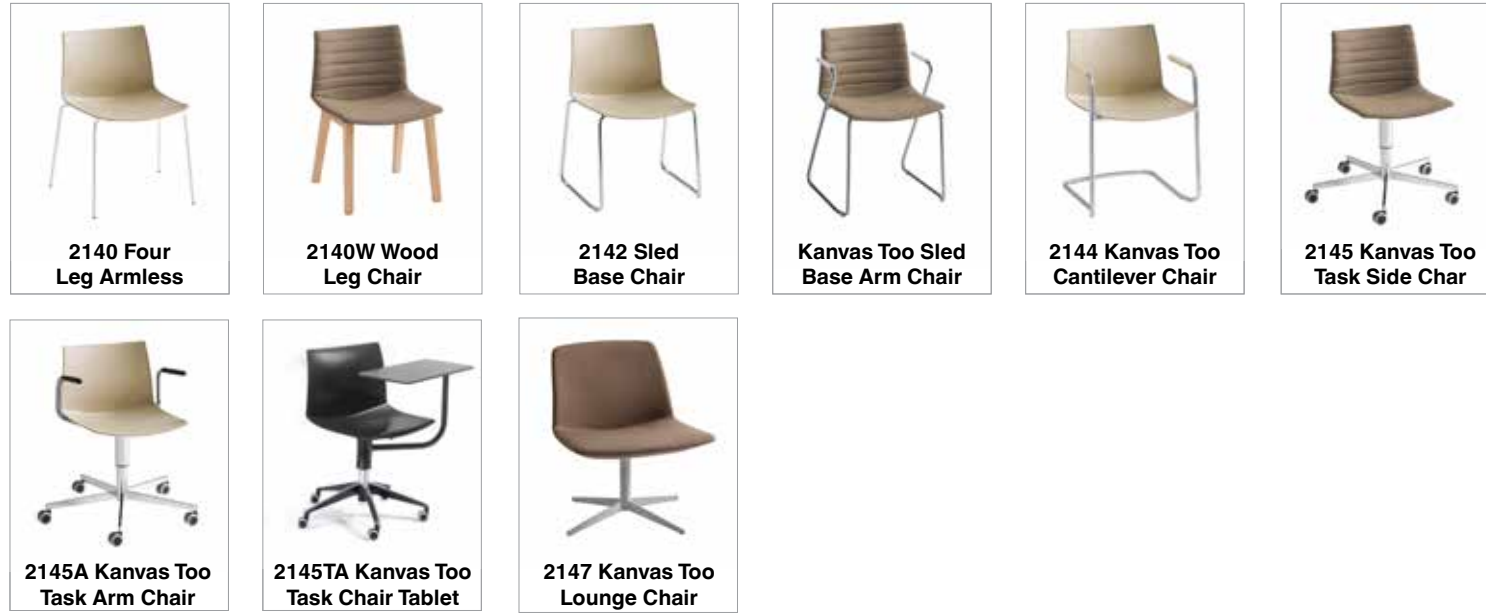 2140 Four
Leg Armless
2140W Wood
Leg Chair
2142 Sled
Base Chair
Kanvas Too Sled
Base Arm Chair
2144 Kanvas Too
Cantilever Chair
2145 Kanvas Too
Task Side Char
2145A Kanvas Too
Task Arm Chair
2145TA Kanvas Too
Task Chair Tablet
2147 Kanvas Too
Lounge Chair